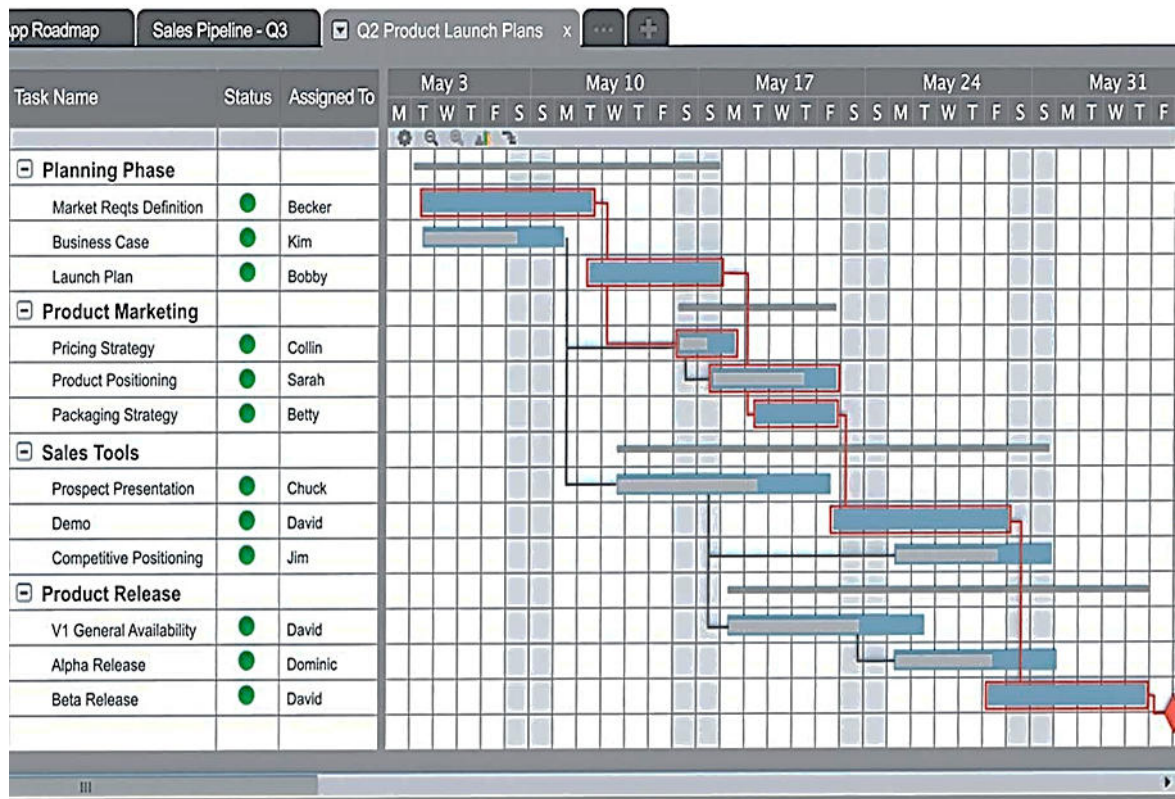 App Roadmap Sales Pipeline - Q3 Q2 Product Launch Plans x ... +
May 3 May 10 May 17 May 24 May 31
Task Name Status Assigned To
M T W T F S S M T W T F S S M T W T F S S M T W T F S S M T W T F
Planning Phase
Market Reqts Definition Becker
Business Case Kim
Launch Plan Bobby
Product Marketing
Pricing Strategy Collin
Product Positioning Sarah
Packaging Strategy Betty
Sales Tools
Prospect Presentation Chuck
Demo David
Competitive Positioning Jim
Product Release
V1 General Availability David
Alpha Release Dominic
Beta Release David